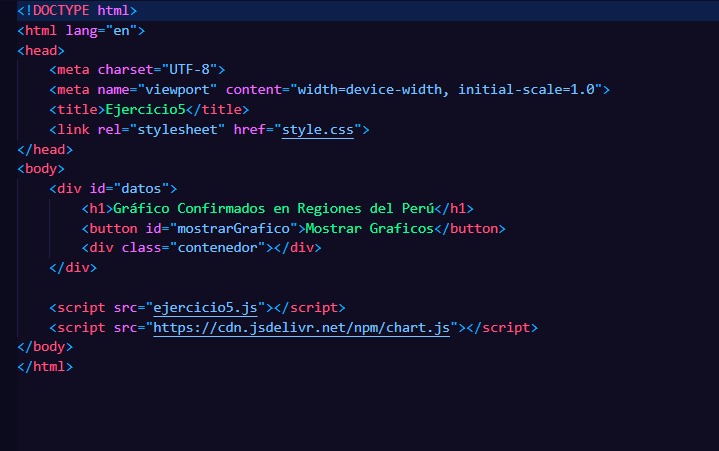 <!DOCTYPE html>
<html lang="en">
<head>
    <meta charset="UTF-8">
    <meta name="viewport" content="width=device-width, initial-scale=1.0">
    <title>Ejercicio5</title>
    <link rel="stylesheet" href="style.css">
</head>
<body>
    <div id="datos">
        <h1>Gráfico Confirmados en Regiones del Perú</h1>
        <button id="mostrarGrafico">Mostrar Graficos</button>
        <div class="contenedor"></div>
    </div>

    <script src="ejercicio5.js"></script>
    <script src="https://cdn.jsdelivr.net/npm/chart.js"></script>
</body>
</html>